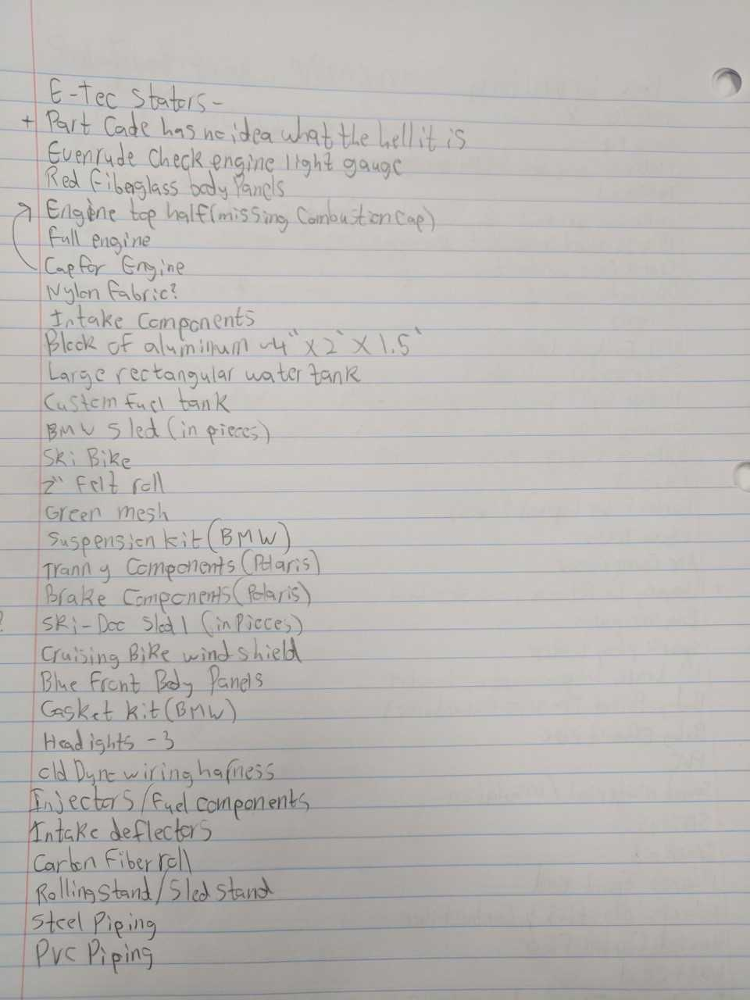 E-Tec Stators-
+ Part Cade has no idea what the hell it is
Evenrude Check engine light gauge
Red Fiberglass body Panels
Engine top half (missing Combustion Cap)
Full engine
Cap for Engine
Nylon Fabric?
Intake Components
Block of aluminum ~4" x 2" x 1.5"
Large rectangular water tank
Custom fuel tank
BMW Sled (in pieces)
Ski Bike
2" Felt roll
Green mesh
Suspension kit (BMW)
Tranny Components (Polaris)
Brake Components (Polaris)
? Ski-Doo Sled 1 (in Pieces)
Cruising Bike wind shield
Blue Front Body Panels
Gasket kit (BMW)
Headights - 3
Old Dyno wiring harness
Injectors/Fuel components
Intake deflectors
Carbon Fiber roll
Rolling Stand/Sled Stand
Steel Piping
PVC Piping